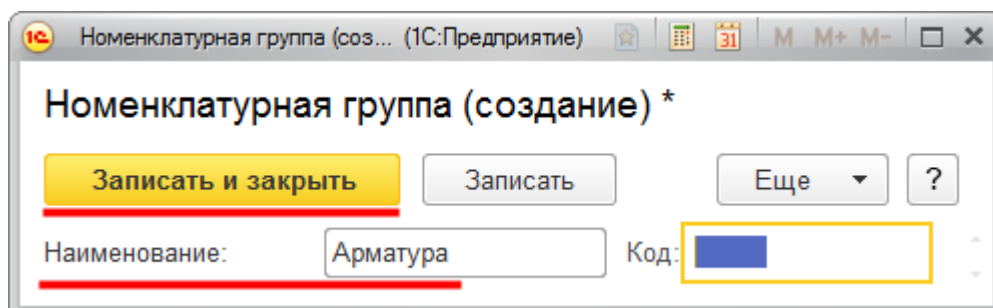 1С Номенклатурная группа (соз... (1С:Предприятие) 31 M M+ M-
Номенклатурная группа (создание) *
Записать и закрыть Записать Еще ?
Наименование: Арматура Код: